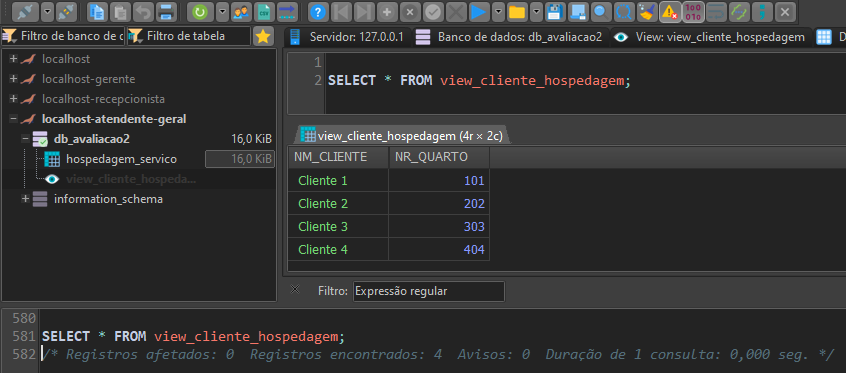 Filtro de banco de c
Filtro de tabela
localhost
localhost-gerente
localhost-recepcionista
localhost-atendente-geral
db_avaliacao2 16,0 KiB
hospedagem_servico 16,0 KiB
view_cliente_hospeda...
information_schema
Servidor: 127.0.0.1 Banco de dados: db_avaliacao2 View: view_cliente_hospedagem D
1
2 SELECT * FROM view_cliente_hospedagem;
view_cliente_hospedagem (4r × 2c)
NM_CLIENTE NR_QUARTO
Cliente 1 101
Cliente 2 202
Cliente 3 303
Cliente 4 404
Filtro: Expressão regular
580
581 SELECT * FROM view_cliente_hospedagem;
582 /* Registros afetados: 0  Registros encontrados: 4  Avisos: 0  Duração de 1 consulta: 0,000 seg. */